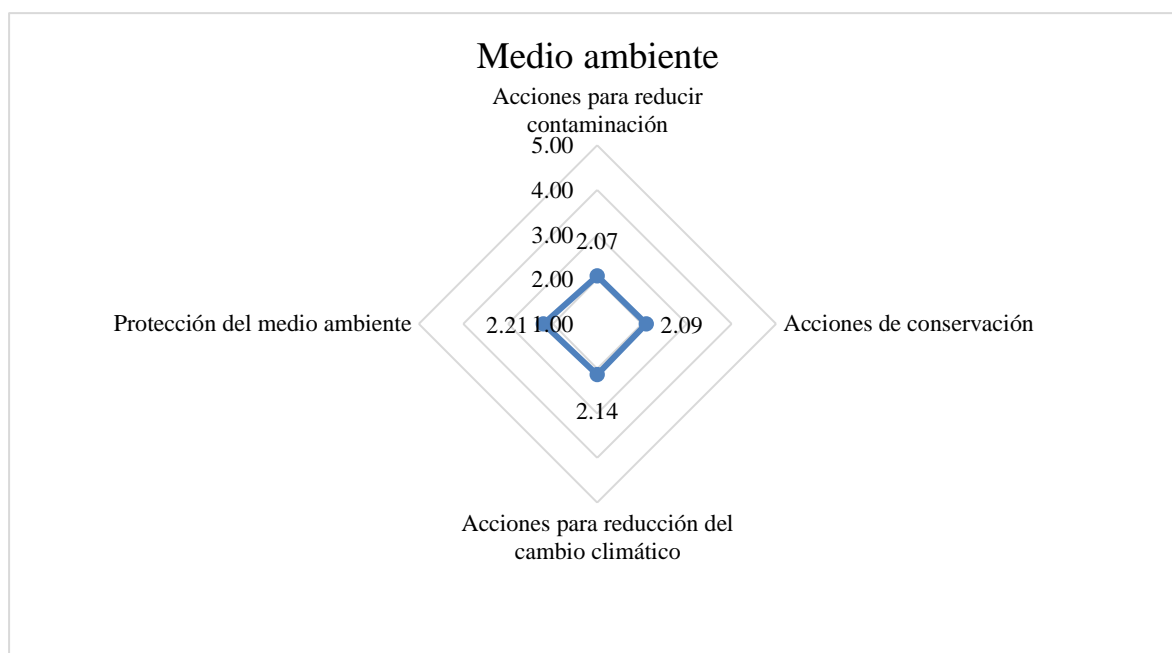 Medio ambiente
Acciones para reducir
contaminación
5.00
4.00
3.00
2.07
2.00
Protección del medio ambiente
2.21
1.00
2.09
Acciones de conservación
2.14
Acciones para reducción del
cambio climático